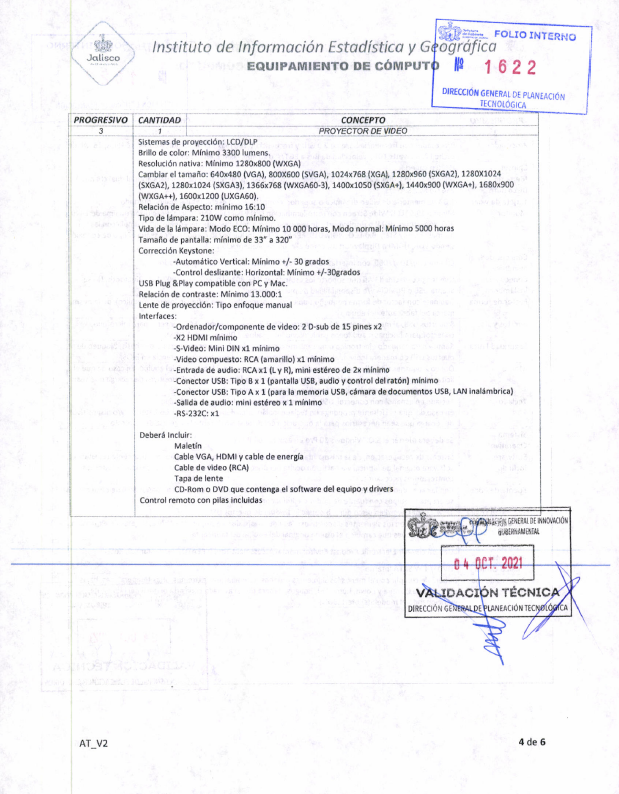 Jalisco
Instituto de Información Estadística y Geográfica
EQUIPAMIENTO DE CÓMPUTO
FOLIO INTERNO
Nº 1622
DIRECCIÓN GENERAL DE PLANEACIÓN
TECNOLÓGICA
PROGRESIVO CANTIDAD CONCEPTO
3 1 PROYECTOR DE VIDEO
Sistemas de proyección: LCD/DLP
Brillo de color: Mínimo 3300 lumens.
Resolución nativa: Mínimo 1280x800 (WXGA)
Cambiar el tamaño: 640x480 (VGA), 800X600 (SVGA), 1024x768 (XGA), 1280x960 (SXGA2), 1280X1024
(SXGA2), 1280x1024 (SXGA3), 1366x768 (WXGA60-3), 1400x1050 (SXGA+), 1440x900 (WXGA+), 1680x900
(WXGA++), 1600x1200 (UXGA60).
Relación de Aspecto: mínimo 16:10
Tipo de lámpara: 210W como mínimo.
Vida de la lámpara: Modo ECO: Mínimo 10 000 horas, Modo normal: Mínimo 5000 horas
Tamaño de pantalla: mínimo de 33" a 320"
Corrección Keystone:
-Automático Vertical: Mínimo +/- 30 grados
-Control deslizante: Horizontal: Mínimo +/-30grados
USB Plug &Play compatible con PC y Mac.
Relación de contraste: Mínimo 13.000:1
Lente de proyección: Tipo enfoque manual
Interfaces:
-Ordenador/componente de video: 2 D-sub de 15 pines x2
-X2 HDMI mínimo
-S-Video: Mini DIN x1 mínimo
-Video compuesto: RCA (amarillo) x1 mínimo
-Entrada de audio: RCA x1 (L y R), mini estéreo de 2x mínimo
-Conector USB: Tipo B x 1 (pantalla USB, audio y control del ratón) mínimo
-Conector USB: Tipo A x 1 (para la memoria USB, cámara de documentos USB, LAN inalámbrica)
-Salida de audio: mini estéreo x 1 mínimo
-RS-232C: x1
Deberá Incluir:
Maletín
Cable VGA, HDMI y cable de energía
Cable de video (RCA)
Tapa de lente
CD-Rom o DVD que contenga el software del equipo y drivers
Control remoto con pilas incluidas
GENERAL DE INNOVACIÓN
GUBERNAMENTAL
04 OCT. 2021
VALIDACIÓN TÉCNICA
DIRECCIÓN GENERAL DE PLANEACIÓN TECNOLÓGICA
AT_V2
4 de 6